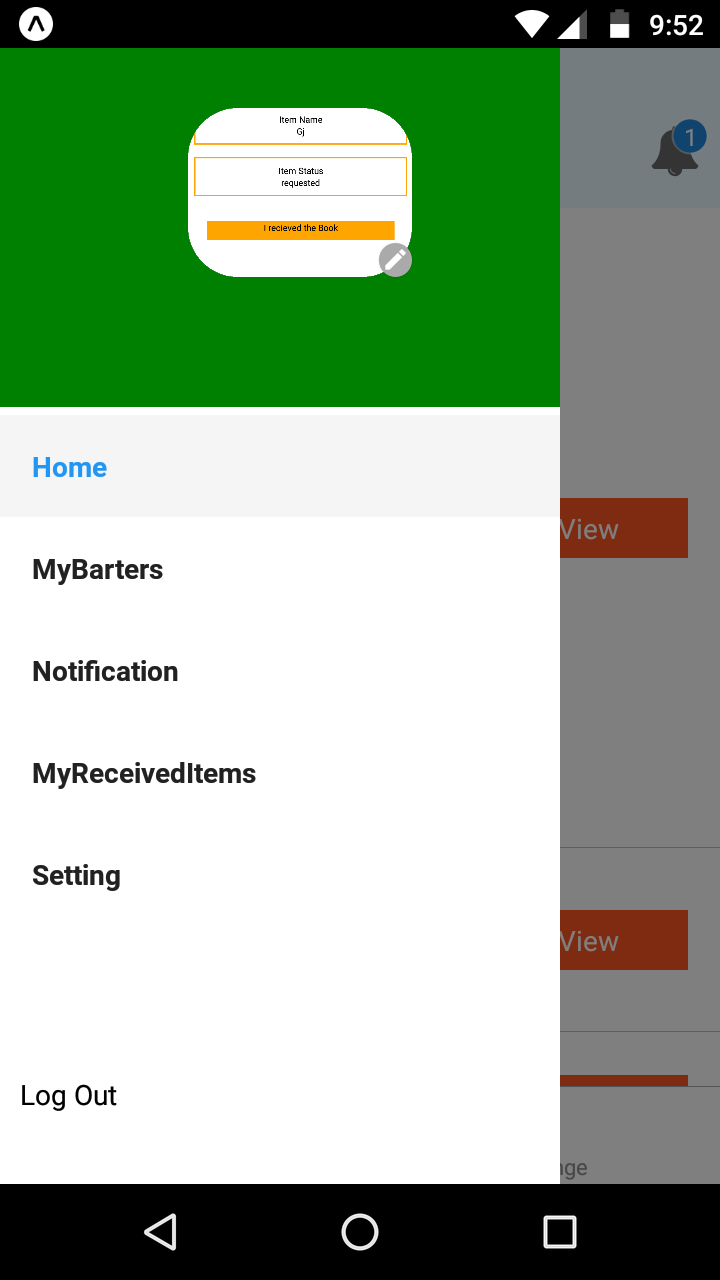 9:52
Item Name
Gj
Item Status
requested
I recieved the Book
1
Home
View
MyBarters
Notification
MyReceivedItems
Setting
View
Log Out
nge